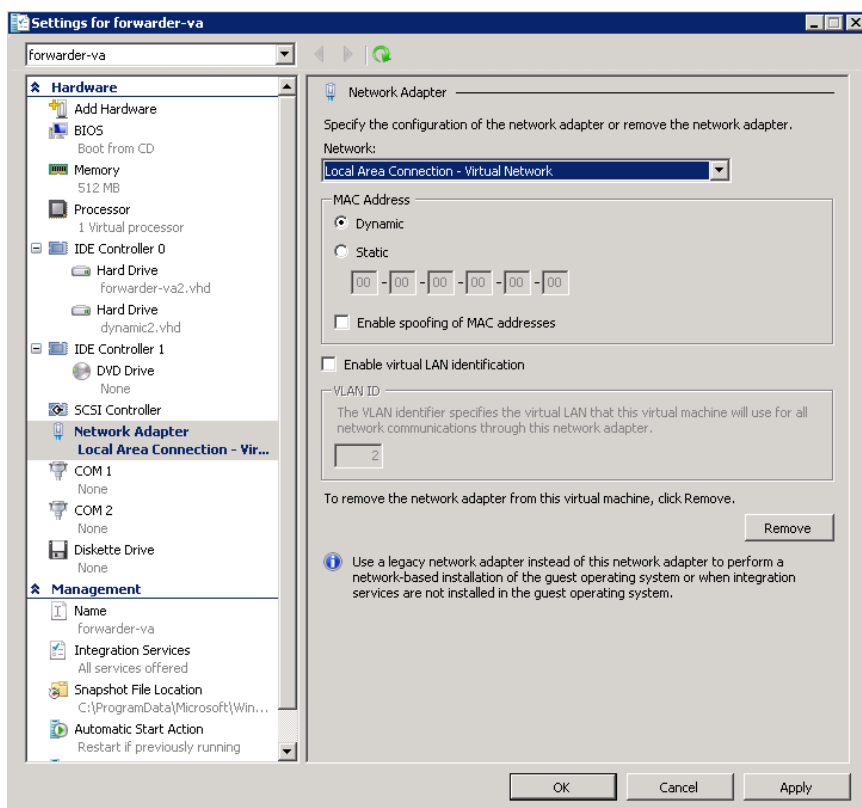 Settings for forwarder-va
forwarder-va
Hardware
Add Hardware
BIOS
Boot from CD
Memory
512 MB
Processor
1 Virtual processor
IDE Controller 0
Hard Drive
forwarder-va2.vhd
Hard Drive
dynamic2.vhd
IDE Controller 1
DVD Drive
None
SCSI Controller
Network Adapter
Local Area Connection - Vir...
COM 1
None
COM 2
None
Diskette Drive
None
Management
Name
forwarder-va
Integration Services
All services offered
Snapshot File Location
C:\ProgramData\Microsoft\Win...
Automatic Start Action
Restart if previously running
Network Adapter
Specify the configuration of the network adapter or remove the network adapter.
Network:
Local Area Connection - Virtual Network
MAC Address
Dynamic
Static
00 - 00 - 00 - 00 - 00 - 00
Enable spoofing of MAC addresses
Enable virtual LAN identification
VLAN ID
The VLAN identifier specifies the virtual LAN that this virtual machine will use for all
network communications through this network adapter.
2
To remove the network adapter from this virtual machine, click Remove.
Remove
Use a legacy network adapter instead of this network adapter to perform a
network-based installation of the guest operating system or when integration
services are not installed in the guest operating system.
OK Cancel Apply